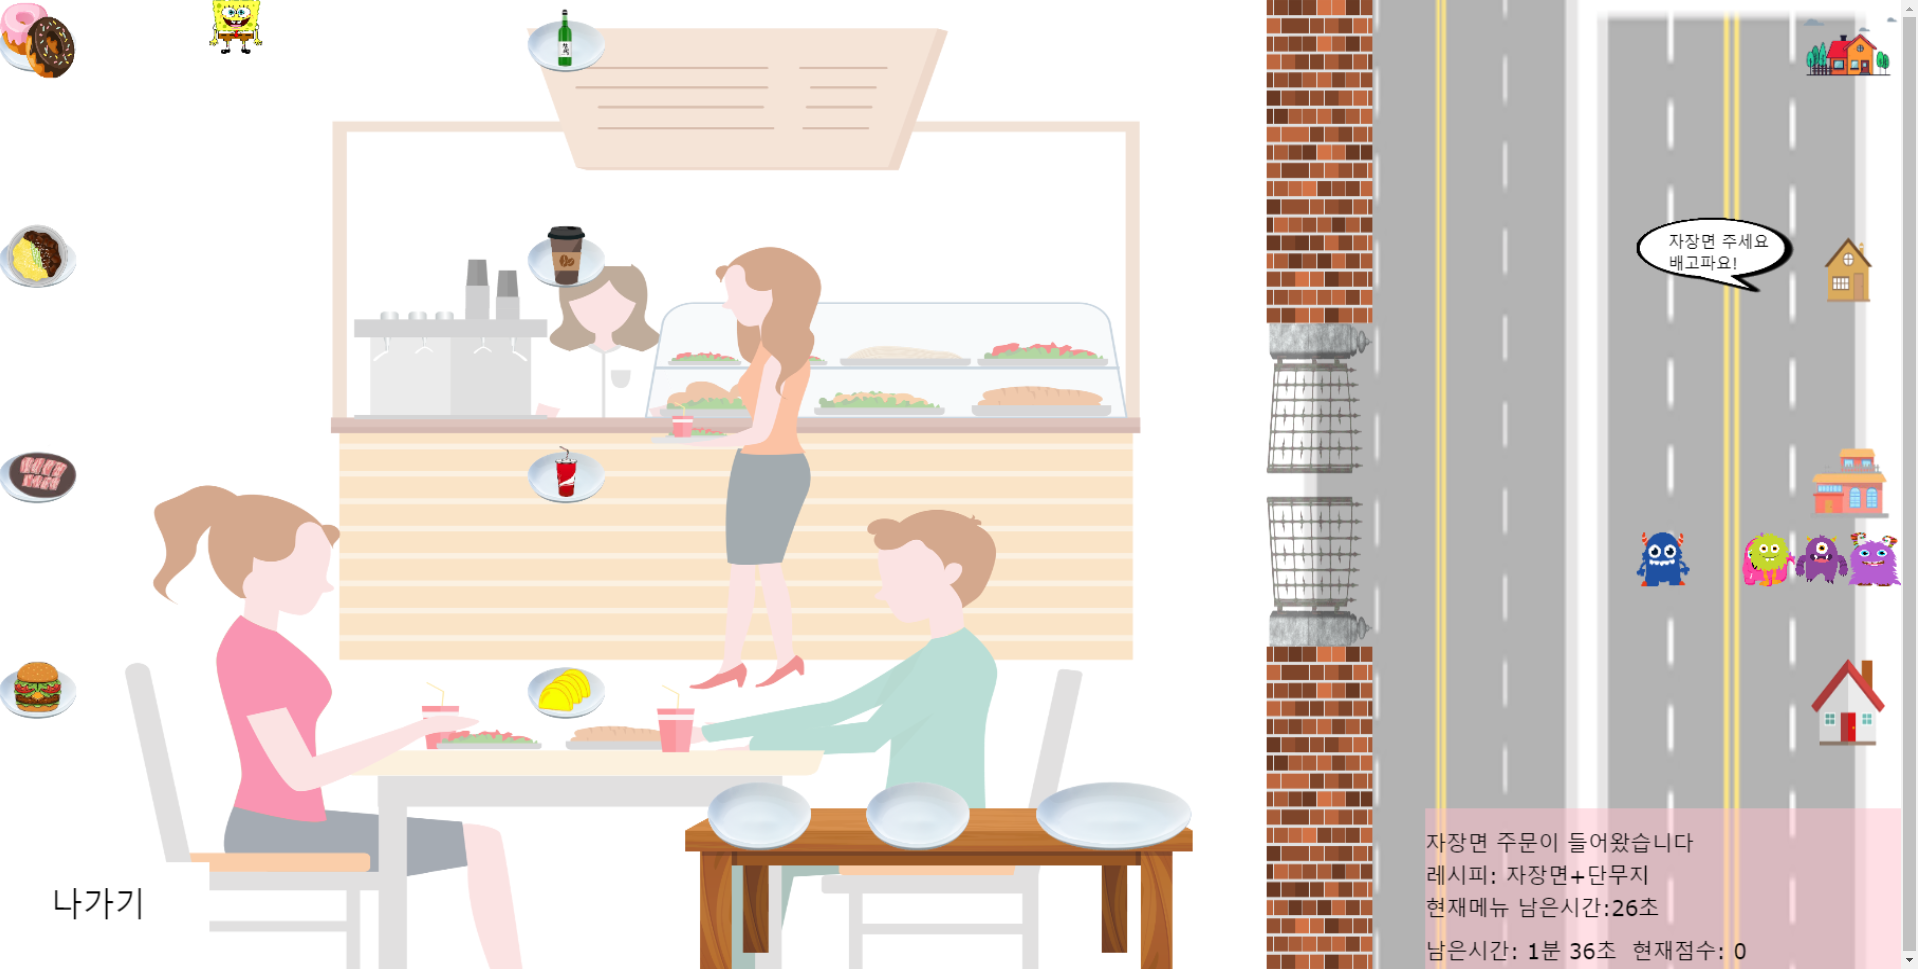 자장면 주세요
배고파요!
나가기
자장면 주문이 들어왔습니다
레시피: 자장면+단무지
현재메뉴 남은시간:26초
남은시간: 1분 36초 현재점수: 0